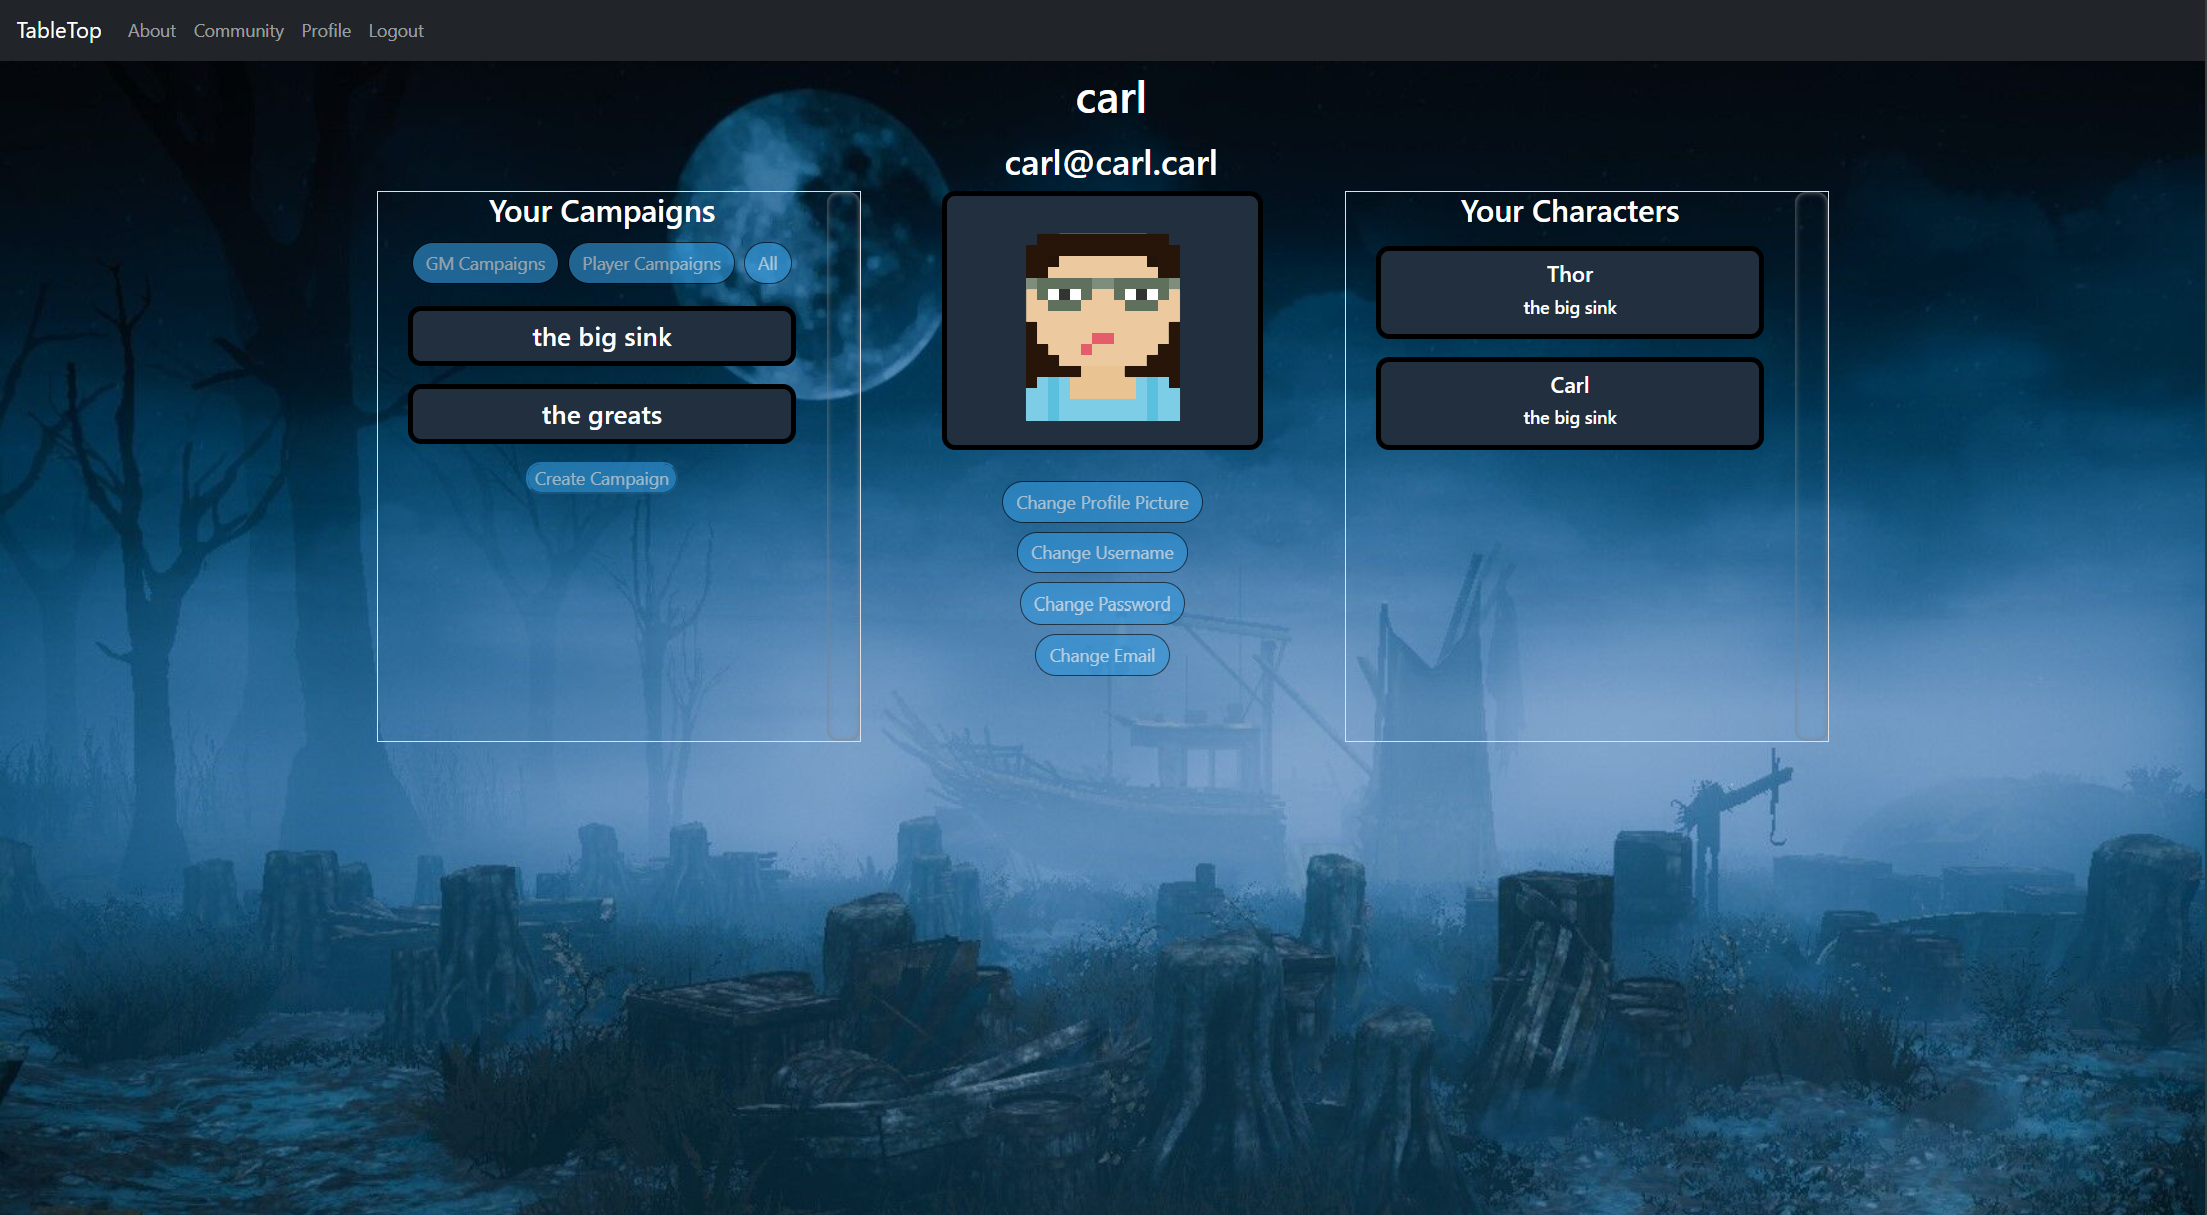 TableTop About Community Profile Logout
carl
carl@carl.carl
Your Campaigns
GM Campaigns Player Campaigns All
the big sink
the greats
Create Campaign
Change Profile Picture
Change Username
Change Password
Change Email
Your Characters
Thor
the big sink
Carl
the big sink